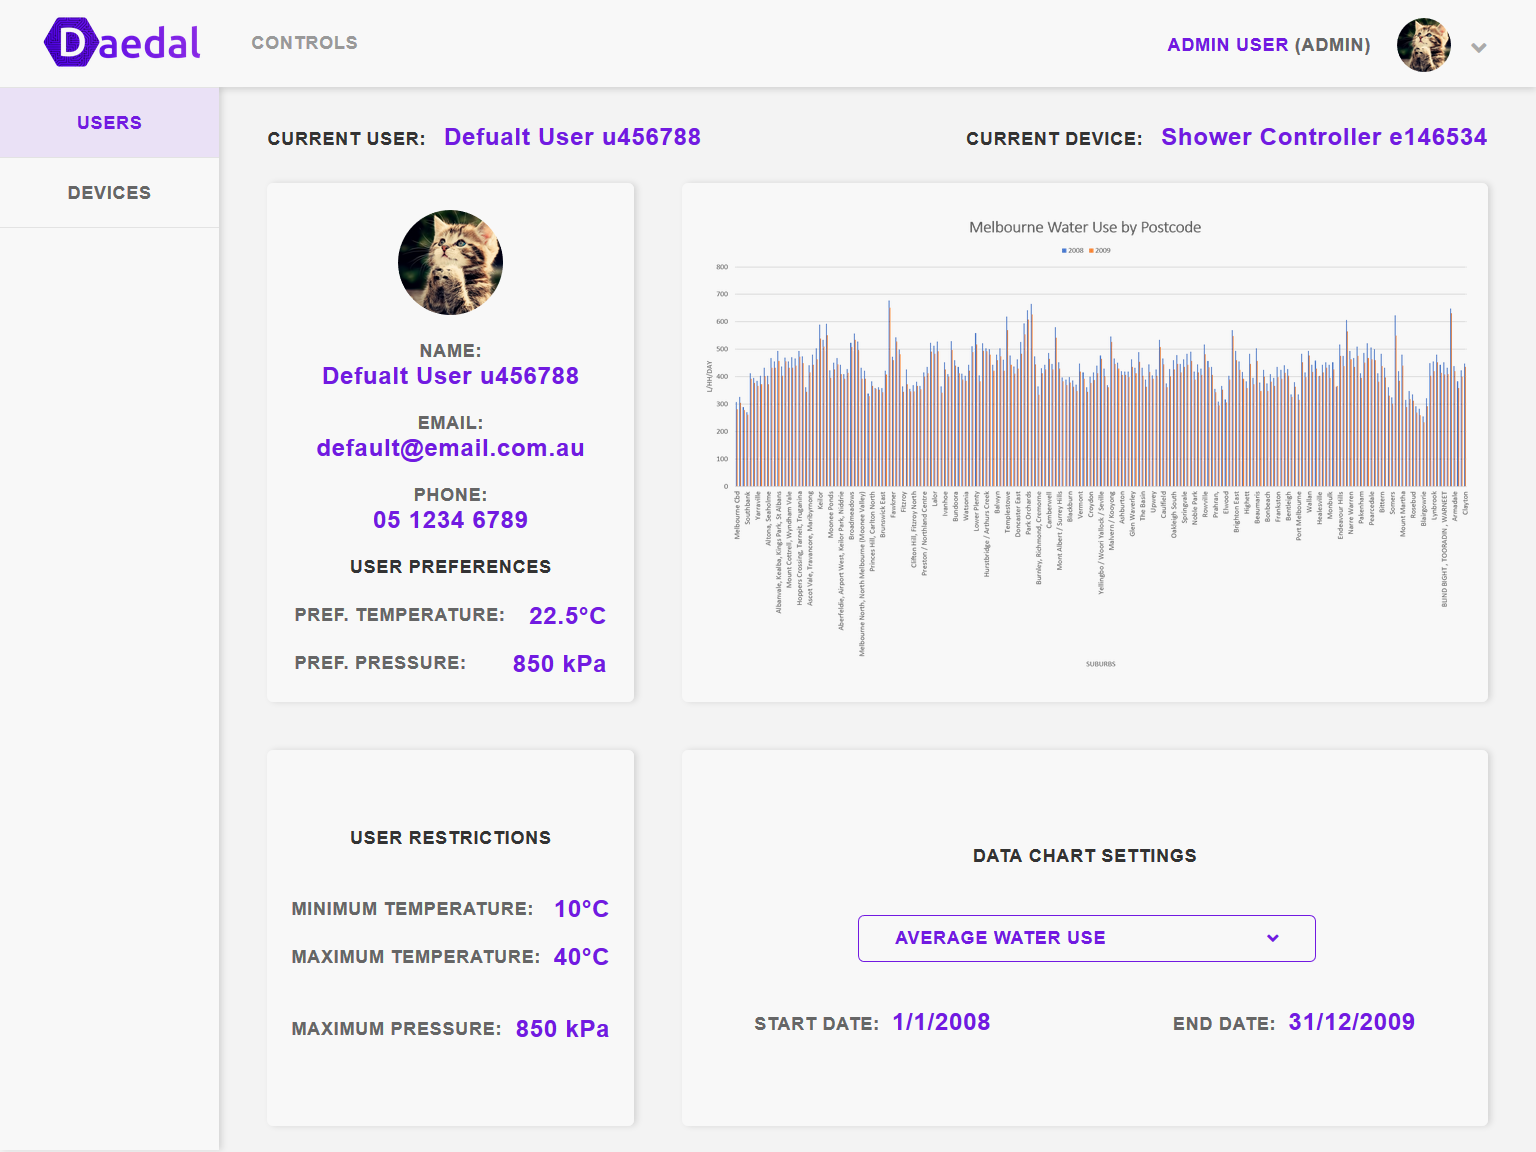 Daedal
CONTROLS
ADMIN USER (ADMIN)
USERS
DEVICES
CURRENT USER: Defualt User u456788
CURRENT DEVICE: Shower Controller e146534
NAME:
Defualt User u456788
EMAIL:
default@email.com.au
PHONE:
05 1234 6789
USER PREFERENCES
PREF. TEMPERATURE: 22.5°C
PREF. PRESSURE: 850 kPa
Melbourne Water Use by Postcode
2008 2009
800
700
600
500
400
300
200
100
0
L/HH/DAY
Melbourne Cbd
Southbank
Yarraville
Altona, Seaholme
Albanvale, Kealba, Kings Park, St Albans
Mount Cottrell, Wyndham Vale
Hoppers Crossing, Tarneit, Truganina
Ascot Vale, Travancore, Maribyrnong
Keilor
Moonee Ponds
Aberfeldie, Airport West, Keilor Park, Niddrie
Broadmeadows
Melbourne North, North Melbourne (Moonee Valley)
Princes Hill, Carlton North
Brunswick East
Fawkner
Fitzroy
Clifton Hill, Fitzroy North
Preston / Northland Centre
Lalor
Ivanhoe
Bundoora
Watsonia
Lower Plenty
Hurstbridge / Arthurs Creek
Balwyn
Templestowe
Doncaster East
Park Orchards
Burnley, Richmond, Cremorne
Camberwell
Mont Albert / Surrey Hills
Blackburn
Vermont
Croydon
Yellingbo / Woori Yallock / Seville
Malvern / Kooyong
Ashburton
Glen Waverley
The Basin
Upwey
Caulfield
Oakleigh South
Springvale
Noble Park
Rowville
Prahran,
Elwood
Brighton East
Highett
Beaumaris
Bonbeach
Frankston
Bentleigh
Port Melbourne
Wallan
Healesville
Monbulk
Endeavour Hills
Narre Warren
Pakenham
Pearcedale
Bittern
Somers
Mount Martha
Rosebud
Blairgowrie
Lynbrook
BLIND BIGHT , TOORADIN , WARNEET
Armadale
Clayton
SUBURBS
USER RESTRICTIONS
MINIMUM TEMPERATURE: 10°C
MAXIMUM TEMPERATURE: 40°C
MAXIMUM PRESSURE: 850 kPa
DATA CHART SETTINGS
AVERAGE WATER USE
START DATE: 1/1/2008
END DATE: 31/12/2009